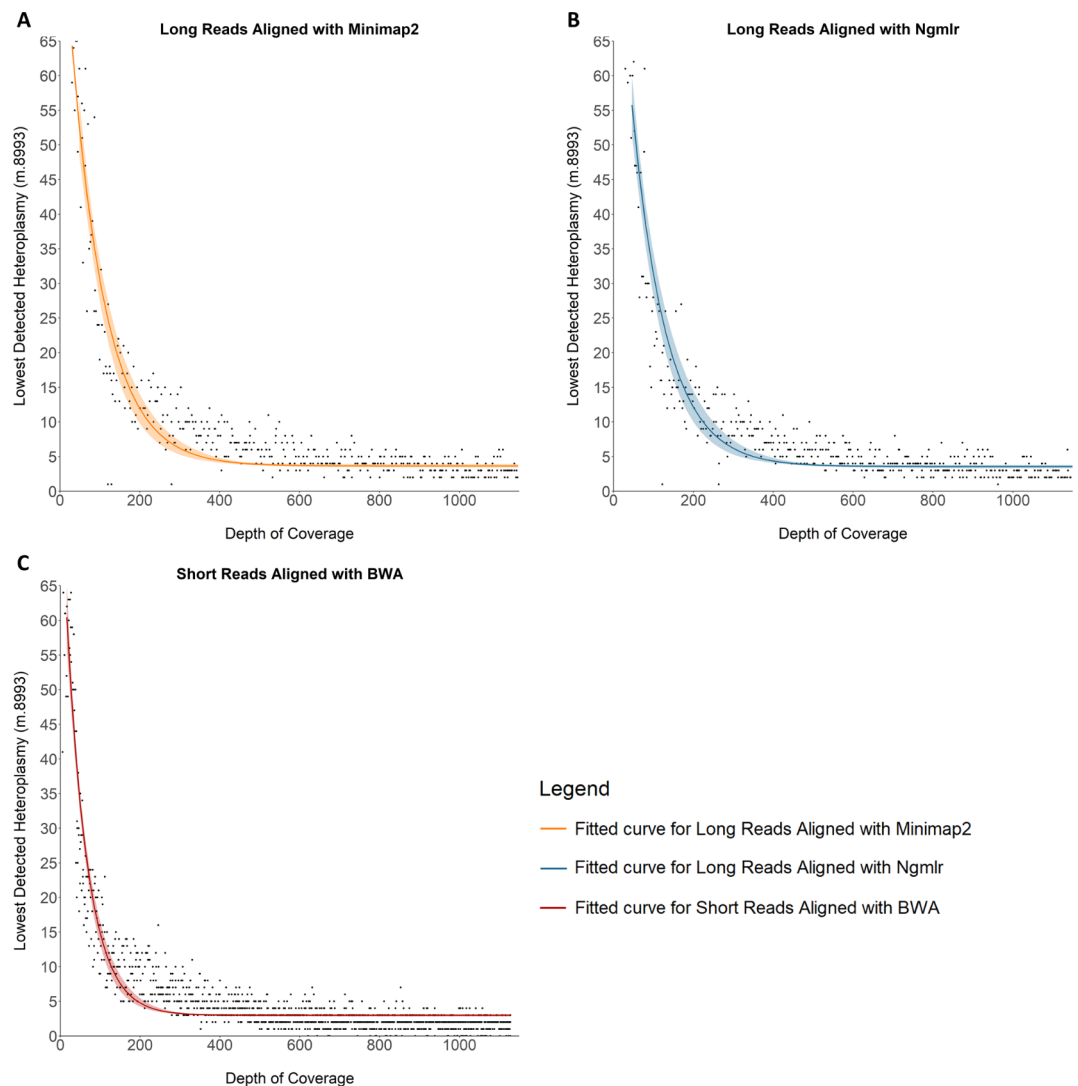 A
Long Reads Aligned with Minimap2
65
60
55
50
45
40
35
30
25
20
15
10
5
0
Lowest Detected Heteroplasmy (m.8993)
0 200 400 600 800 1000
Depth of Coverage
B
Long Reads Aligned with Ngmlr
65
60
55
50
45
40
35
30
25
20
15
10
5
0
Lowest Detected Heteroplasmy (m.8993)
0 200 400 600 800 1000
Depth of Coverage
C
Short Reads Aligned with BWA
65
60
55
50
45
40
35
30
25
20
15
10
5
0
Lowest Detected Heteroplasmy (m.8993)
0 200 400 600 800 1000
Depth of Coverage
Legend
Fitted curve for Long Reads Aligned with Minimap2
Fitted curve for Long Reads Aligned with Ngmlr
Fitted curve for Short Reads Aligned with BWA